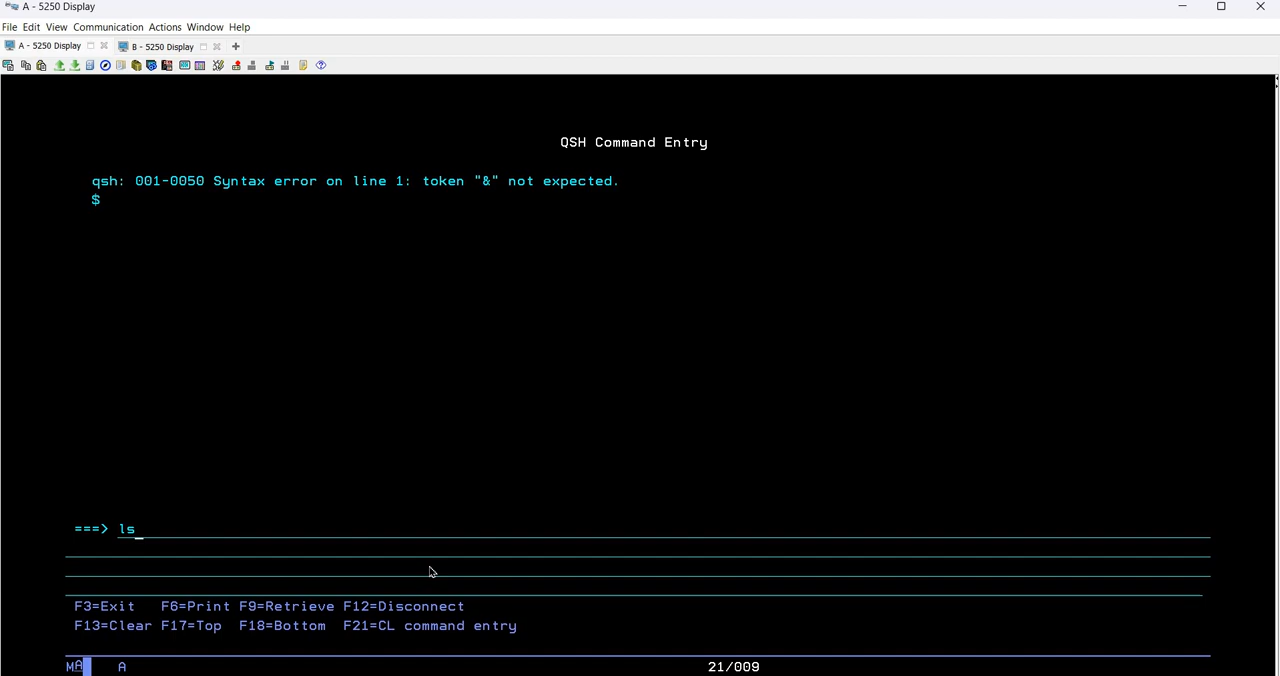 A - 5250 Display
File Edit View Communication Actions Window Help
A - 5250 Display B - 5250 Display
QSH Command Entry
qsh: 001-0050 Syntax error on line 1: token "&" not expected.
$
===> ls_
F3=Exit F6=Print F9=Retrieve F12=Disconnect
F13=Clear F17=Top F18=Bottom F21=CL command entry
MA A 21/009